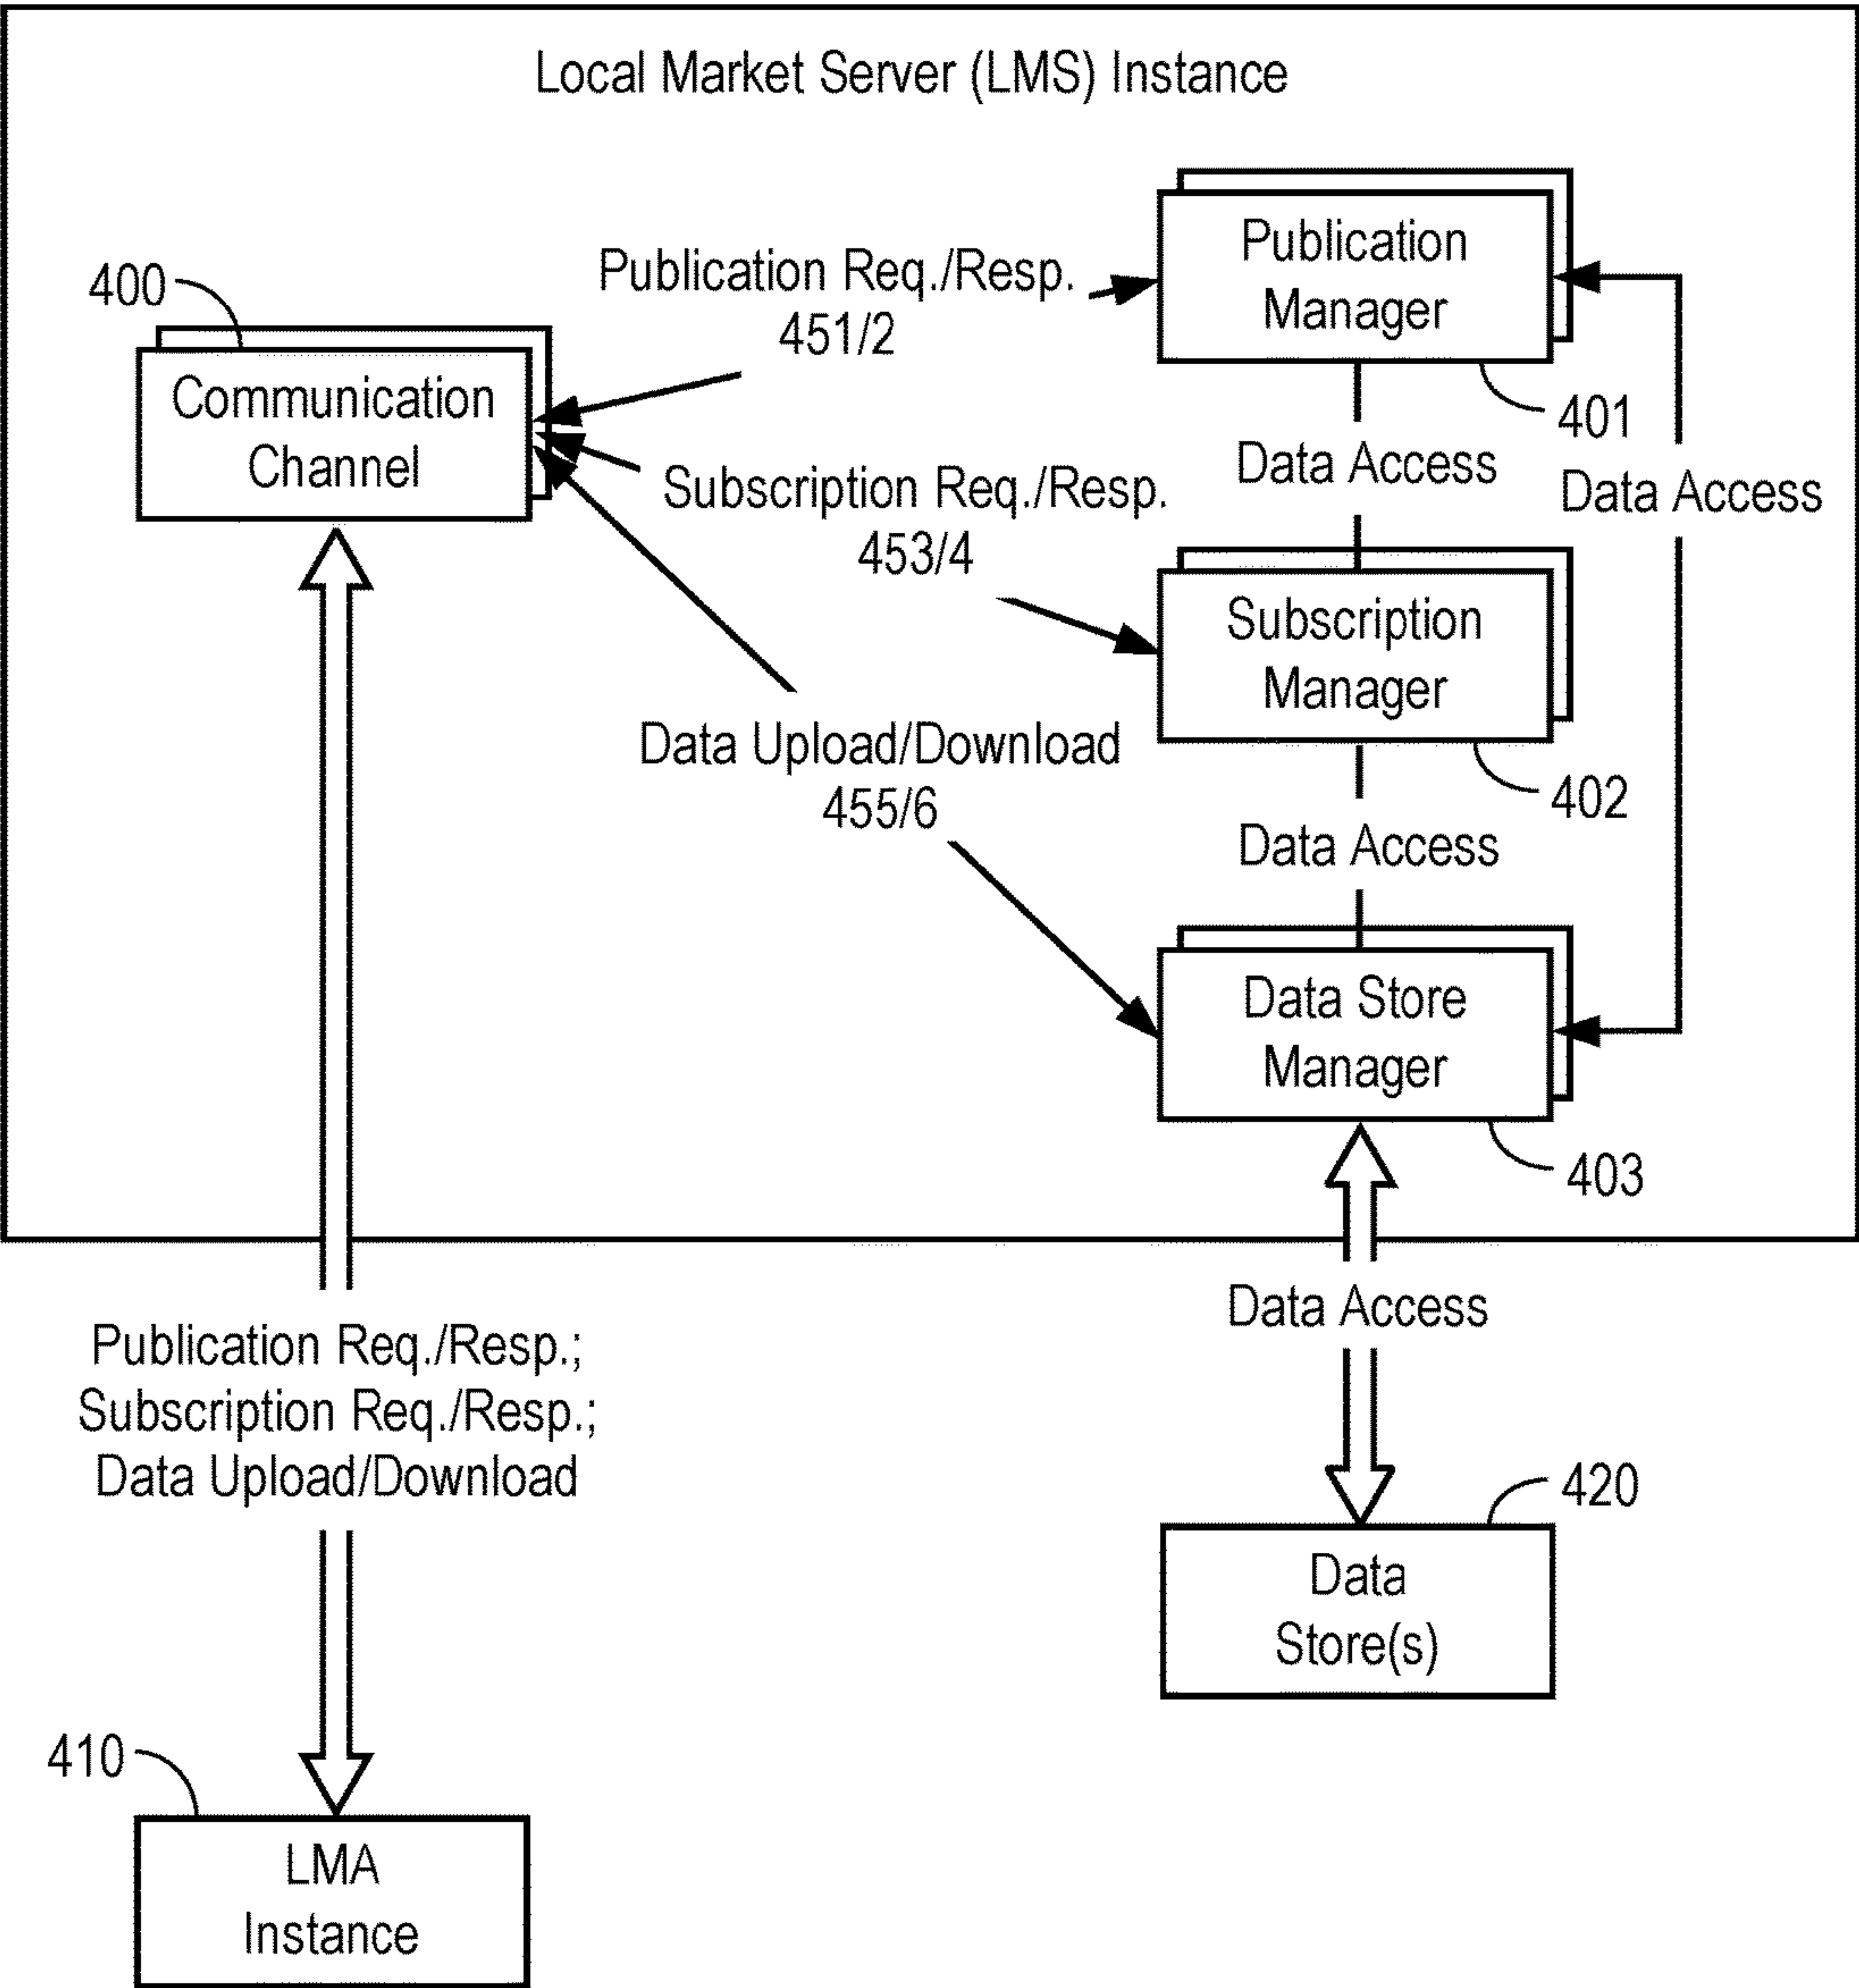 Local Market Server (LMS) Instance
400
Communication
Channel
Publication Req./Resp.
451/2
Publication
Manager
401
Data Access
Data Access
Subscription Req./Resp.
453/4
Subscription
Manager
402
Data Upload/Download
455/6
Data Access
Data Store
Manager
403
Data Access
Publication Req./Resp.;
Subscription Req./Resp.;
Data Upload/Download
420
Data
Store(s)
410
LMA
Instance